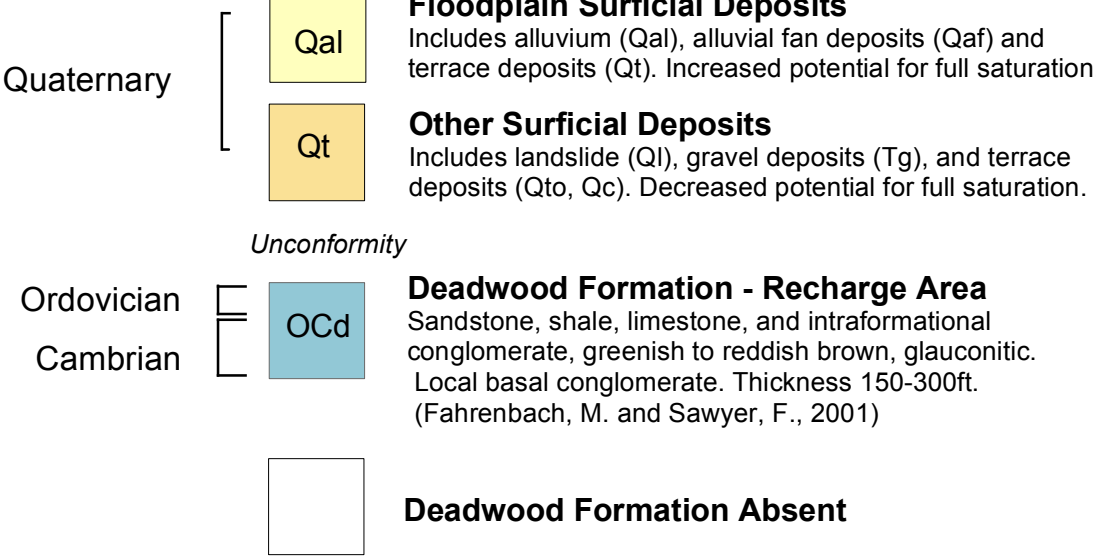 Floodplain Surficial Deposits
Qal
Includes alluvium (Qal), alluvial fan deposits (Qaf) and
terrace deposits (Qt). Increased potential for full saturation
Quaternary
Other Surficial Deposits
Qt
Includes landslide (Ql), gravel deposits (Tg), and terrace
deposits (Qto, Qc). Decreased potential for full saturation.
Unconformity
Deadwood Formation - Recharge Area
Ordovician
OCd
Sandstone, shale, limestone, and intraformational
conglomerate, greenish to reddish brown, glauconitic.
Cambrian
Local basal conglomerate. Thickness 150-300ft.
(Fahrenbach, M. and Sawyer, F., 2001)
Deadwood Formation Absent